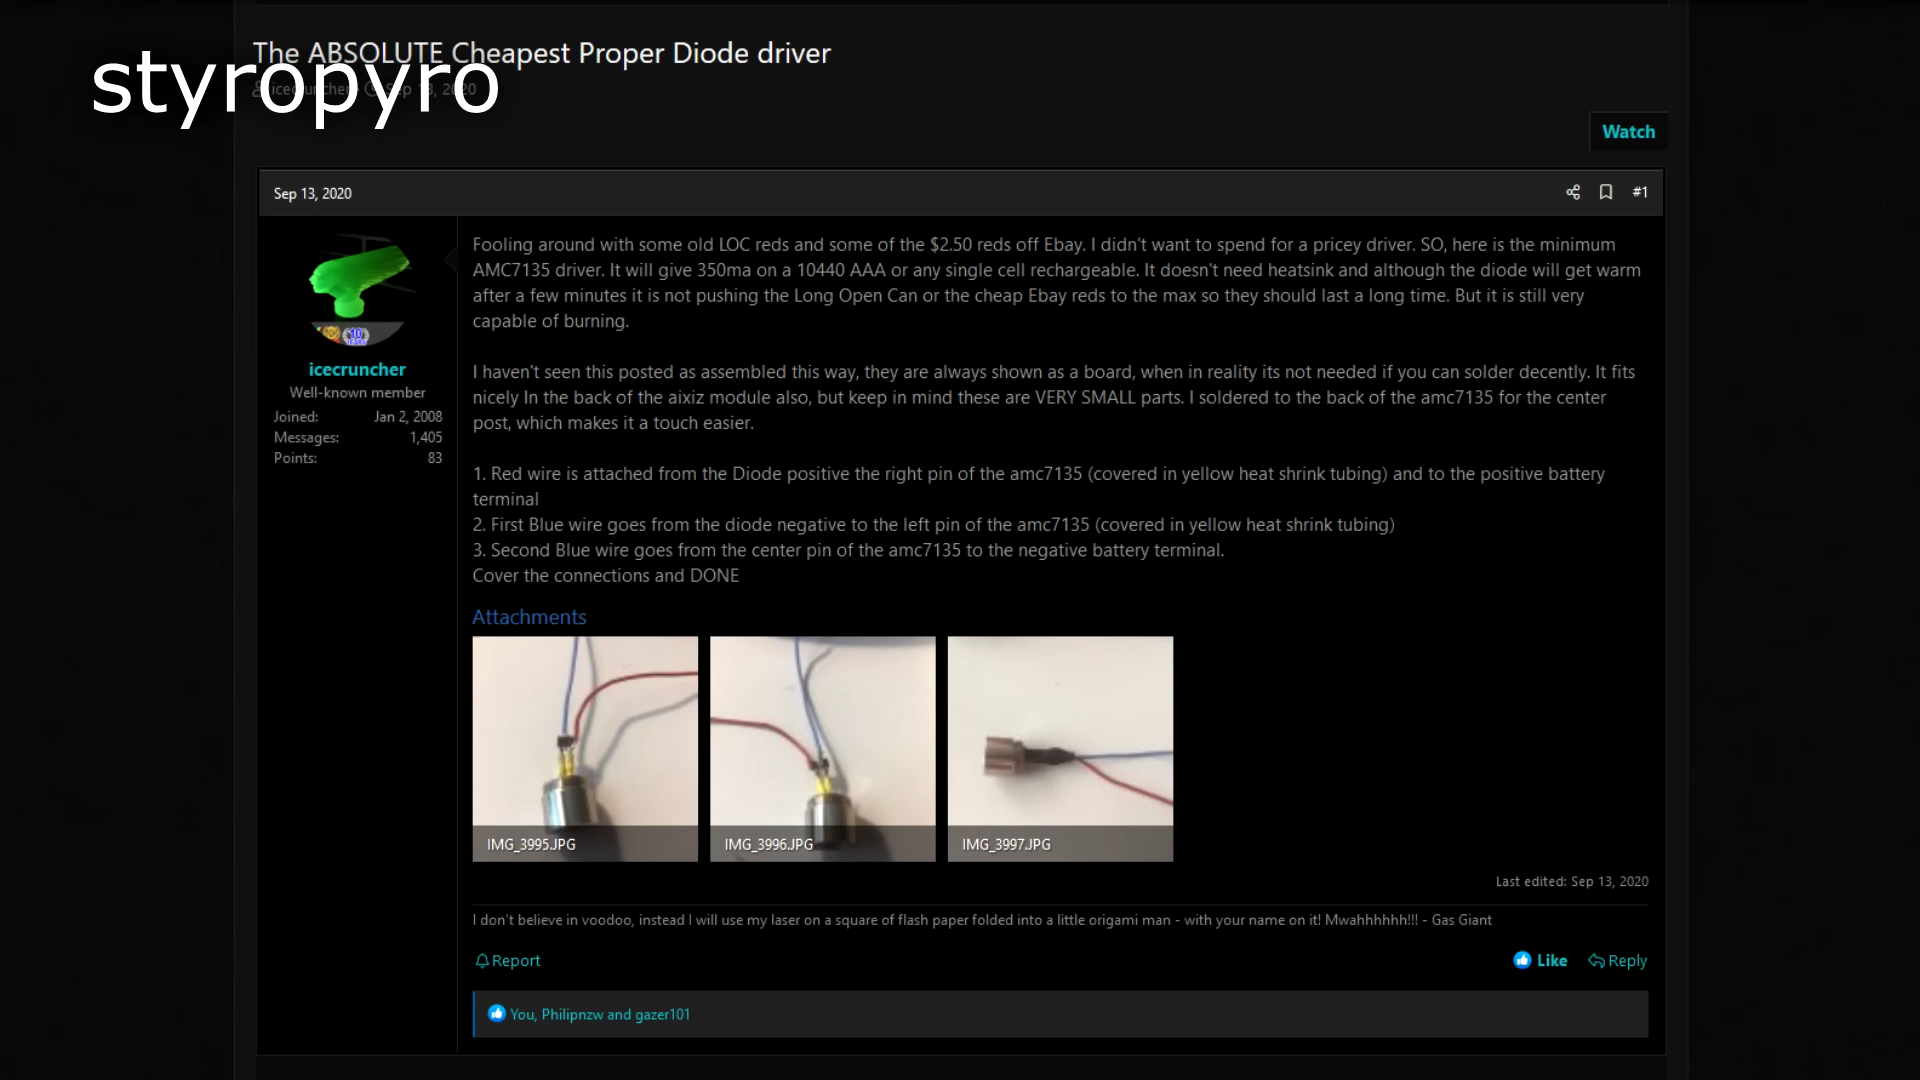 The ABSOLUTE Cheapest Proper Diode driver
styropyro
icecruncher · Sep 13, 2020
Watch
Sep 13, 2020
#1
icecruncher
Well-known member
Joined: Jan 2, 2008
Messages: 1,405
Points: 83
Fooling around with some old LOC reds and some of the $2.50 reds off Ebay. I didn't want to spend for a pricey driver. SO, here is the minimum
AMC7135 driver. It will give 350ma on a 10440 AAA or any single cell rechargeable. It doesn't need heatsink and although the diode will get warm
after a few minutes it is not pushing the Long Open Can or the cheap Ebay reds to the max so they should last a long time. But it is still very
capable of burning.
I haven't seen this posted as assembled this way, they are always shown as a board, when in reality its not needed if you can solder decently. It fits
nicely In the back of the aixiz module also, but keep in mind these are VERY SMALL parts. I soldered to the back of the amc7135 for the center
post, which makes it a touch easier.
1. Red wire is attached from the Diode positive the right pin of the amc7135 (covered in yellow heat shrink tubing) and to the positive battery
terminal
2. First Blue wire goes from the diode negative to the left pin of the amc7135 (covered in yellow heat shrink tubing)
3. Second Blue wire goes from the center pin of the amc7135 to the negative battery terminal.
Cover the connections and DONE
Attachments
IMG_3995.JPG
IMG_3996.JPG
IMG_3997.JPG
Last edited: Sep 13, 2020
I don't believe in voodoo, instead I will use my laser on a square of flash paper folded into a little origami man - with your name on it! Mwahhhhhh!!! - Gas Giant
Report
Like
Reply
You, Philipnzw and gazer101